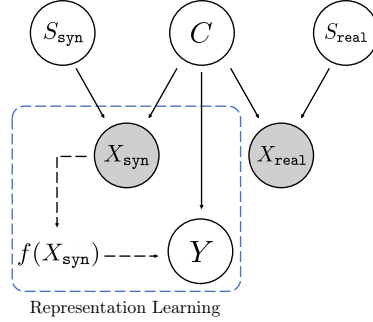 S_syn C S_real
X_syn X_real
f(X_syn) Y
Representation Learning